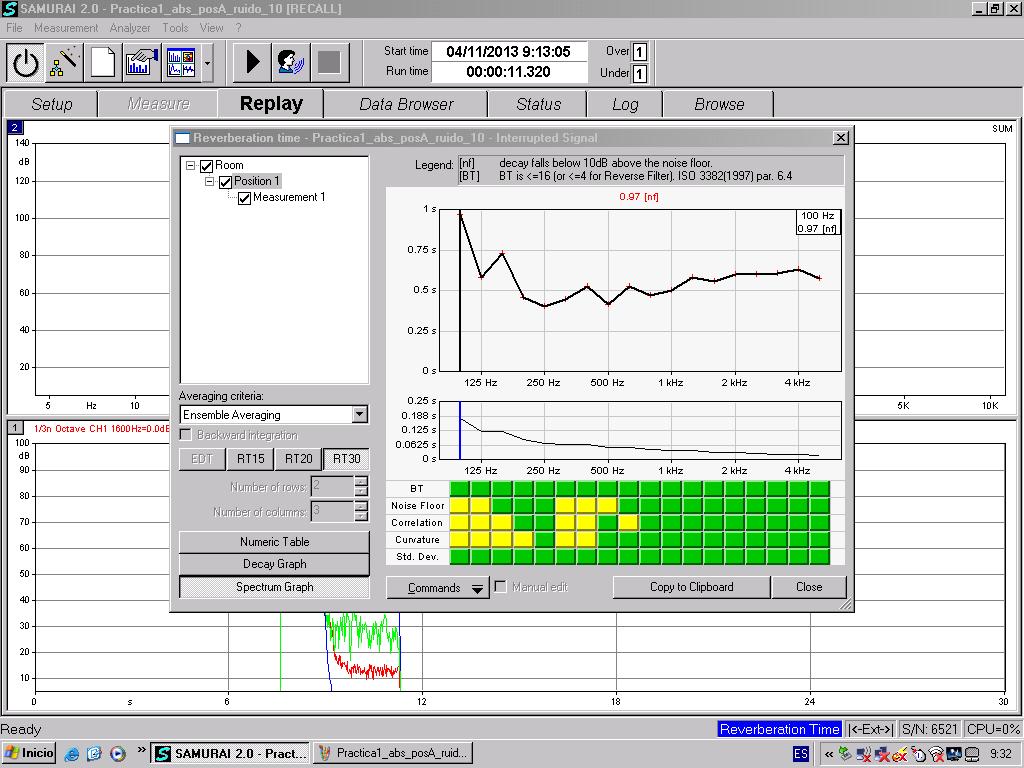 SAMURAI 2.0 - Practica1_abs_posA_ruido_10 [RECALL]
File Measurement Analyzer Tools View ?
Start time 04/11/2013 9:13:05 Over 1
Run time 00:00:11.320 Under 1
Setup Measure Replay Data Browser Status Log Browse
2 SUM
140
dB
120
100
80
60
40
20
5 Hz 10 5K 10K
Reverberation time - Practica1_abs_posA_ruido_10 - Interrupted Signal
Room
Position 1
Measurement 1
Legend: [nf] decay falls below 10dB above the noise floor.
[BT] BT is <=16 (or <=4 for Reverse Filter). ISO 3382(1997) par. 6.4
0.97 [nf]
1 s
100 Hz
0.97 [nf]
0.75 s
0.5 s
0.25 s
0 s
125 Hz 250 Hz 500 Hz 1 kHz 2 kHz 4 kHz
Averaging criteria:
Ensemble Averaging
Backward integration
EDT RT15 RT20 RT30
Number of rows: 2
Number of columns: 3
Numeric Table
Decay Graph
Spectrum Graph
0.25 s
0.188 s
0.125 s
0.0625 s
0 s
125 Hz 250 Hz 500 Hz 1 kHz 2 kHz 4 kHz
BT
Noise Floor
Correlation
Curvature
Std. Dev.
Commands Manual edit Copy to Clipboard Close
1 1/3n Octave CH1 1600Hz=0.0dB
100
dB
90
80
70
60
50
40
30
20
10
0 s 6 12 18 24 30
Ready Reverberation Time |<-Ext->| S/N: 6521 CPU=0%
Inicio » SAMURAI 2.0 - Pract... Practica1_abs_posA_ruid... ES « 9:32